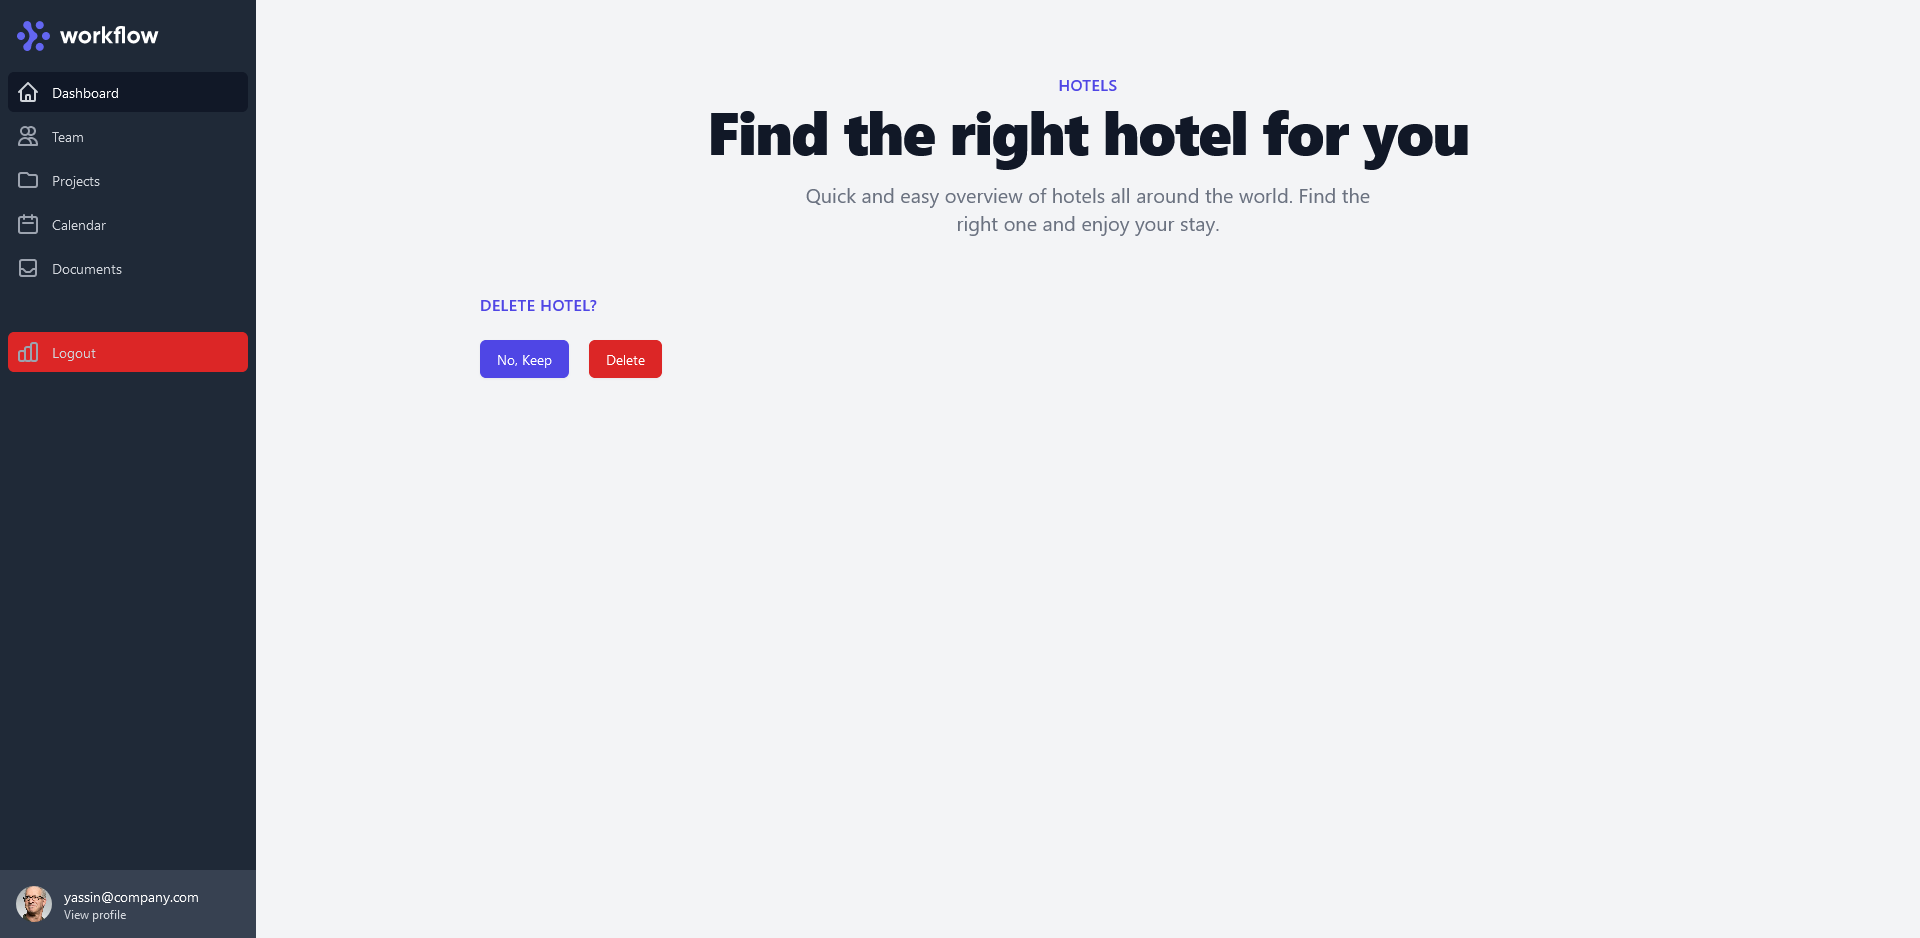 workflow
Dashboard
Team
Projects
Calendar
Documents
Logout
yassin@company.com
View profile
HOTELS
Find the right hotel for you
Quick and easy overview of hotels all around the world. Find the
right one and enjoy your stay.
DELETE HOTEL?
No, Keep
Delete